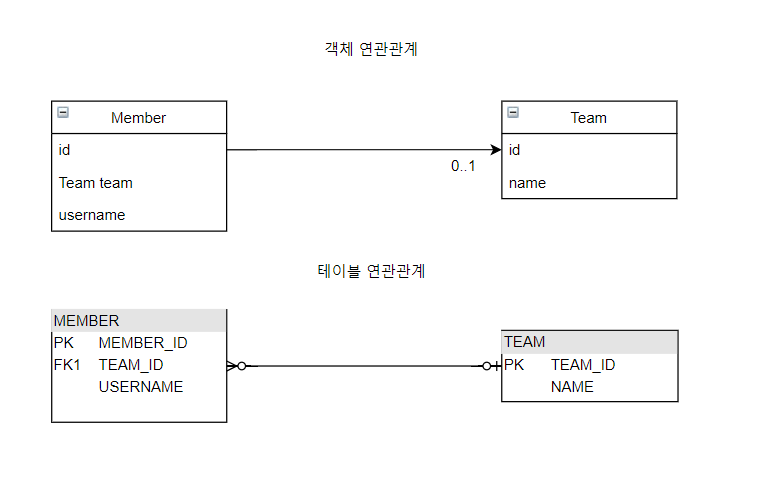 객체 연관관계
Member
id
Team team
username
0..1
Team
id
name
테이블 연관관계
MEMBER
PK MEMBER_ID
FK1 TEAM_ID
USERNAME
TEAM
PK TEAM_ID
NAME